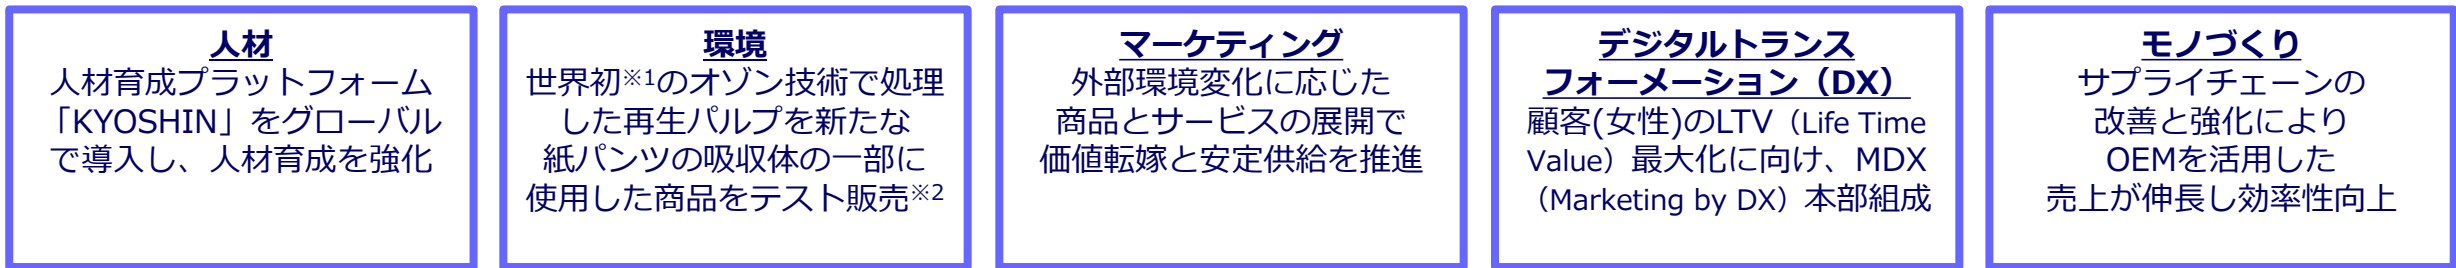 人材
人材育成プラットフォーム
「KYOSHIN」をグローバル
で導入し、人材育成を強化
環境
世界初※1のオゾン技術で処理
した再生パルプを新たな
紙パンツの吸収体の一部に
使用した商品をテスト販売※2
マーケティング
外部環境変化に応じた
商品とサービスの展開で
価値転嫁と安定供給を推進
デジタルトランス
フォーメーション（DX）
顧客(女性)のLTV（Life Time
Value）最大化に向け、MDX
（Marketing by DX）本部組成
モノづくり
サプライチェーンの
改善と強化により
OEMを活用した
売上が伸長し効率性向上